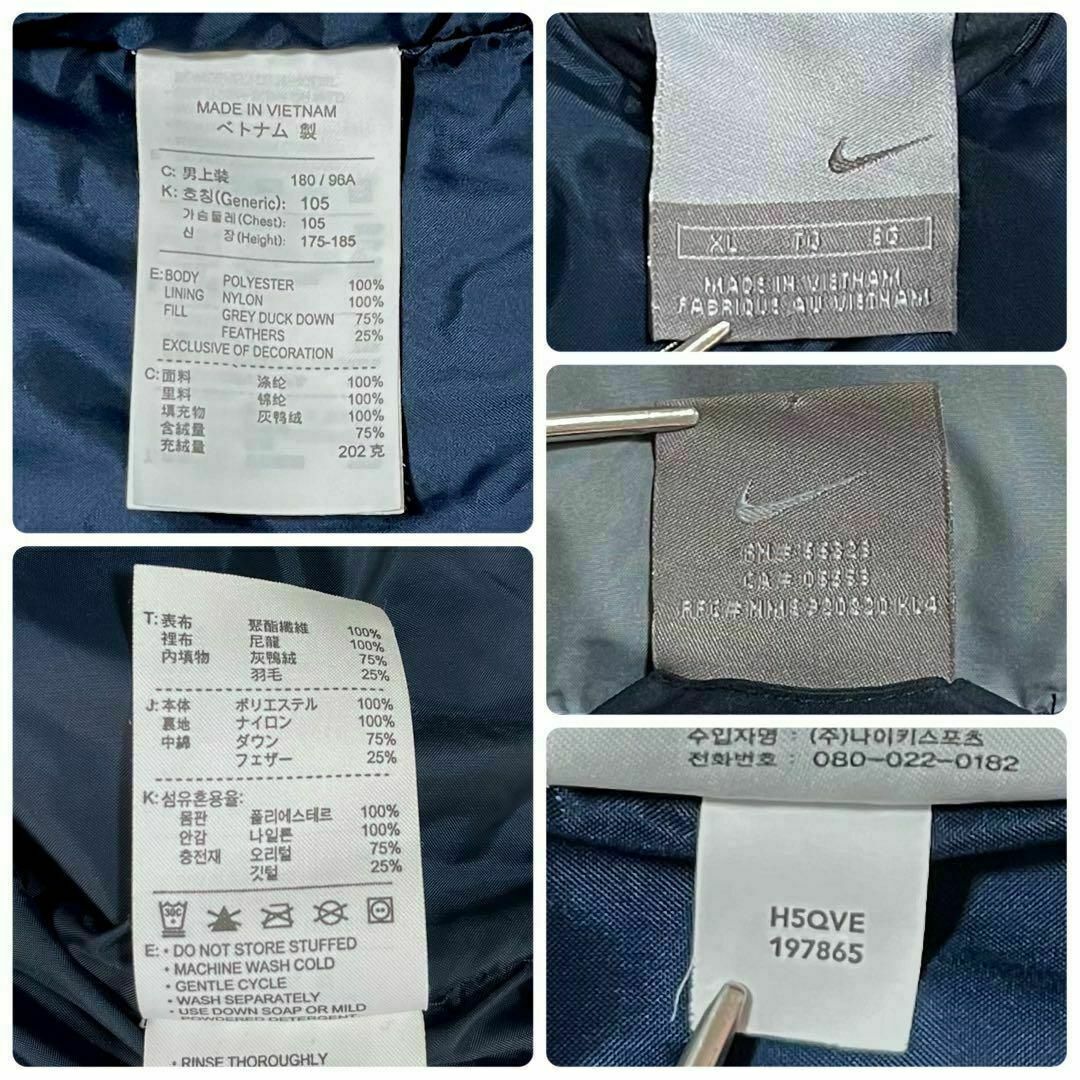 MADE IN VIETNAM
ベトナム 製
C: 男上装 180 / 96A
K: 호칭(Generic): 105
가슴둘레(Chest): 105
신 장(Height): 175-185
E: BODY POLYESTER 100%
LINING NYLON 100%
FILL GREY DUCK DOWN 75%
FEATHERS 25%
EXCLUSIVE OF DECORATION
C: 面料 涤纶 100%
里料 锦纶 100%
填充物 灰鸭绒 100%
含绒量 75%
充绒量 202 克
XL TG EG
MADE IN VIETNAM
FABRIQUE AU VIETNAM
RN # 56323
CA # 05553
T: 表布 聚酯纖維 100%
裡布 尼龍 100%
內填物 灰鴨絨 75%
羽毛 25%
J: 本体 ポリエステル 100%
裏地 ナイロン 100%
中綿 ダウン 75%
フェザー 25%
K: 섬유혼용율:
몸판 폴리에스테르 100%
안감 나일론 100%
충전재 오리털 75%
깃털 25%
30C
E: • DO NOT STORE STUFFED
• MACHINE WASH COLD
• GENTLE CYCLE
• WASH SEPARATELY
• USE DOWN SOAP OR MILD
POWDERED DETERGENT
• RINSE THOROUGHLY
수입자명 : (주)나이키스포츠
전화번호 : 080-022-0182
H5QVE
197865